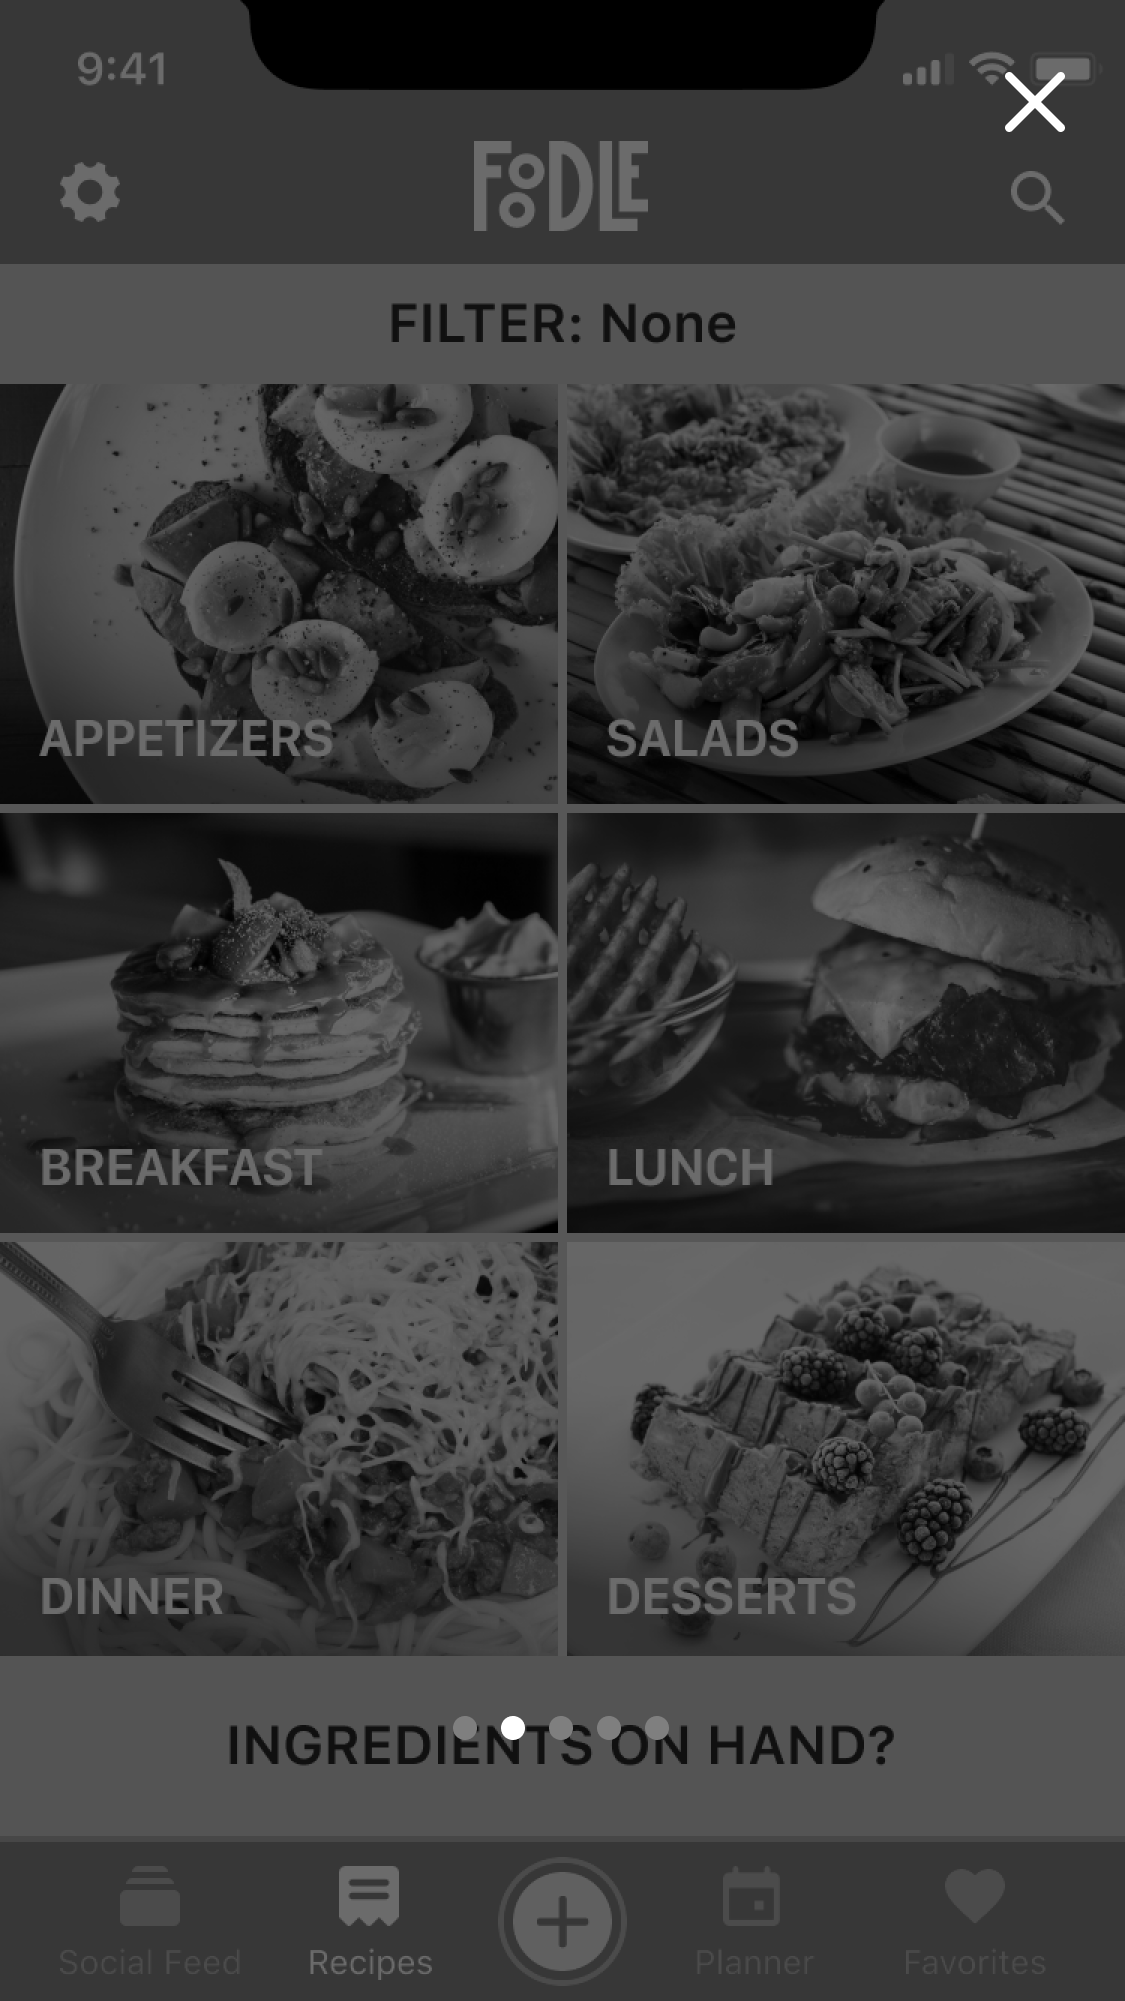 9:41
FOODLE
FILTER: None
APPETIZERS
SALADS
BREAKFAST
LUNCH
DINNER
DESSERTS
INGREDIENTS ON HAND?
Social Feed
Recipes
Planner
Favorites